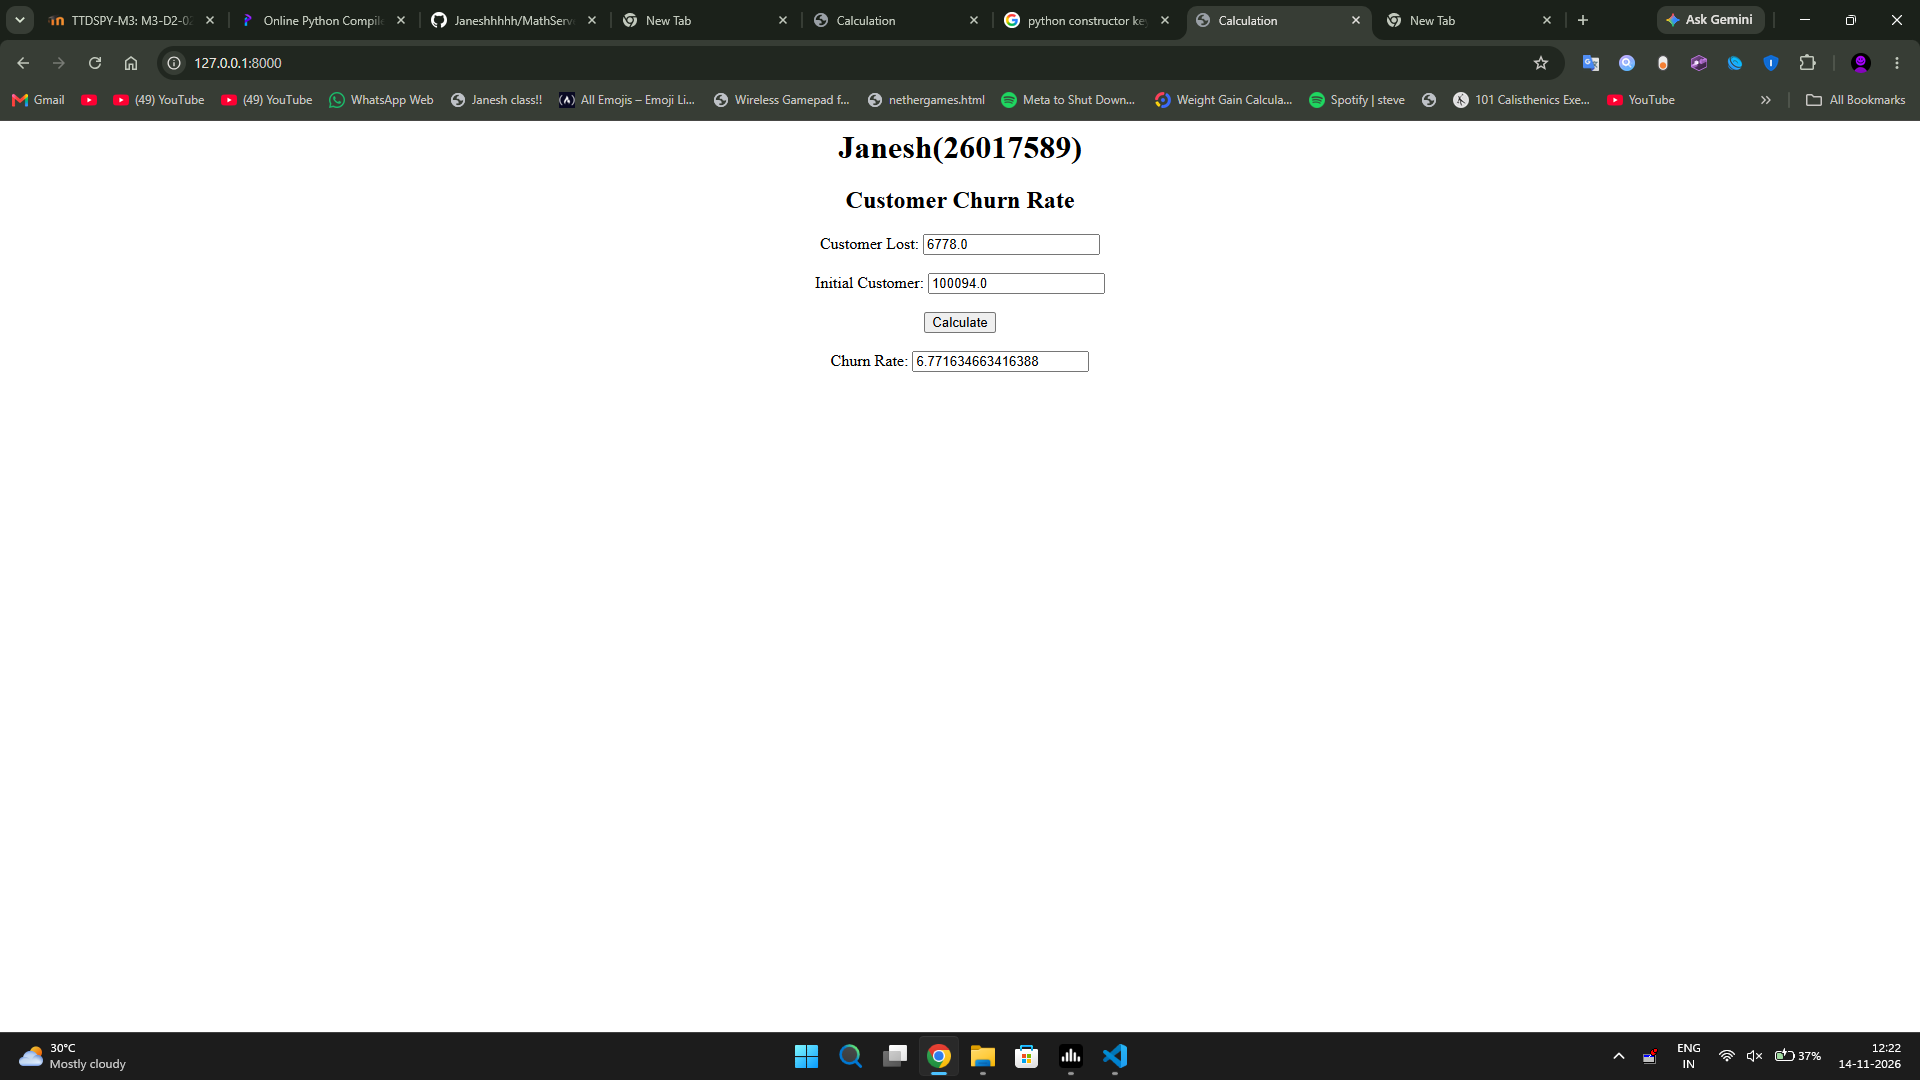 TTDSPY-M3: M3-D2-02
Online Python Compile
Janeshhhhh/MathServ
New Tab
Calculation
python constructor key
Calculation
New Tab
Ask Gemini
127.0.0.1:8000
Gmail
(49) YouTube
(49) YouTube
WhatsApp Web
Janesh class!!
All Emojis – Emoji Li...
Wireless Gamepad f...
nethergames.html
Meta to Shut Down...
Weight Gain Calcula...
Spotify | steve
101 Calisthenics Exe...
YouTube
All Bookmarks
Janesh(26017589)
Customer Churn Rate
Customer Lost: 6778.0
Initial Customer: 100094.0
Calculate
Churn Rate: 6.771634663416388
30°C
Mostly cloudy
ENG
IN
37%
12:22
14-11-2026